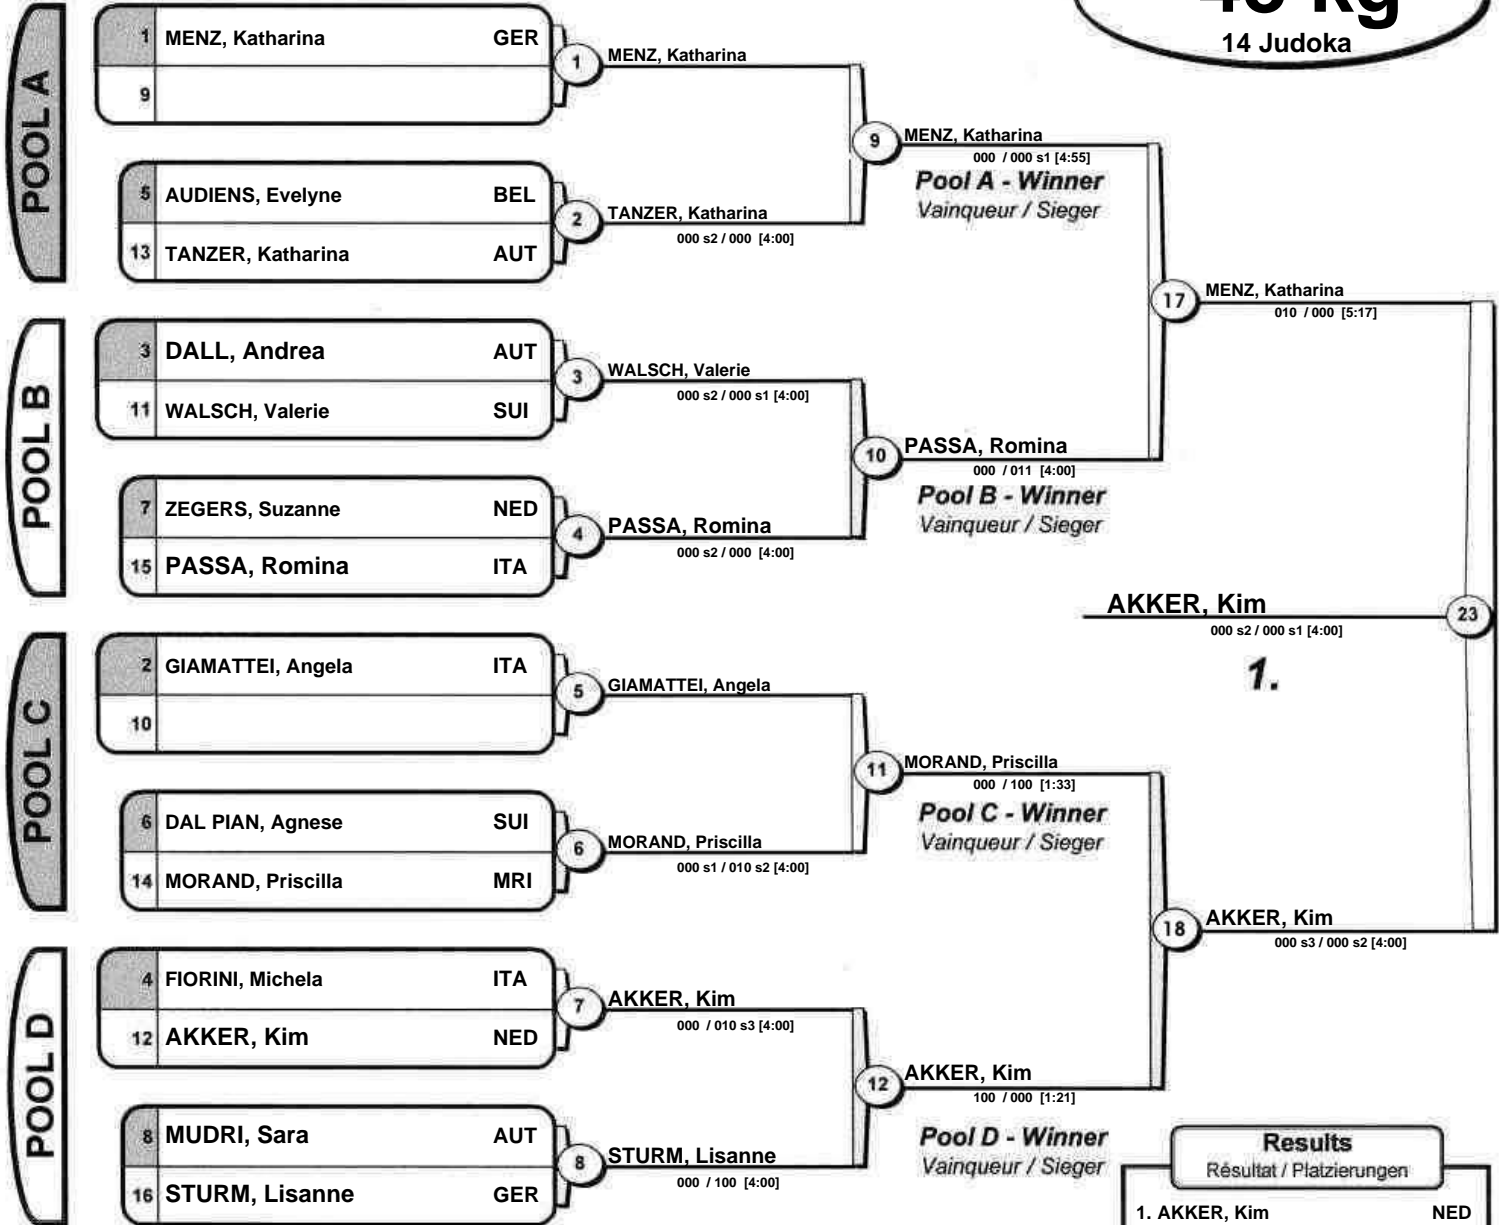 14 Judoka
POOL A
1 MENZ, Katharina GER
9
5 AUDIENS, Evelyne BEL
13 TANZER, Katharina AUT
1 MENZ, Katharina
2 TANZER, Katharina
000 s2 / 000 [4:00]
9 MENZ, Katharina
000 / 000 s1 [4:55]
Pool A - Winner
Vainqueur / Sieger
POOL B
3 DALL, Andrea AUT
11 WALSCH, Valerie SUI
7 ZEGERS, Suzanne NED
15 PASSA, Romina ITA
3 WALSCH, Valerie
000 s2 / 000 s1 [4:00]
4 PASSA, Romina
000 s2 / 000 [4:00]
10 PASSA, Romina
000 / 011 [4:00]
Pool B - Winner
Vainqueur / Sieger
17 MENZ, Katharina
010 / 000 [5:17]
POOL C
2 GIAMATTEI, Angela ITA
10
6 DAL PIAN, Agnese SUI
14 MORAND, Priscilla MRI
5 GIAMATTEI, Angela
6 MORAND, Priscilla
000 s1 / 010 s2 [4:00]
11 MORAND, Priscilla
000 / 100 [1:33]
Pool C - Winner
Vainqueur / Sieger
POOL D
4 FIORINI, Michela ITA
12 AKKER, Kim NED
8 MUDRI, Sara AUT
16 STURM, Lisanne GER
7 AKKER, Kim
000 / 010 s3 [4:00]
8 STURM, Lisanne
000 / 100 [4:00]
12 AKKER, Kim
100 / 000 [1:21]
Pool D - Winner
Vainqueur / Sieger
18 AKKER, Kim
000 s3 / 000 s2 [4:00]
AKKER, Kim 23
000 s2 / 000 s1 [4:00]
1.
Results
Résultat / Platzierungen
1. AKKER, Kim NED